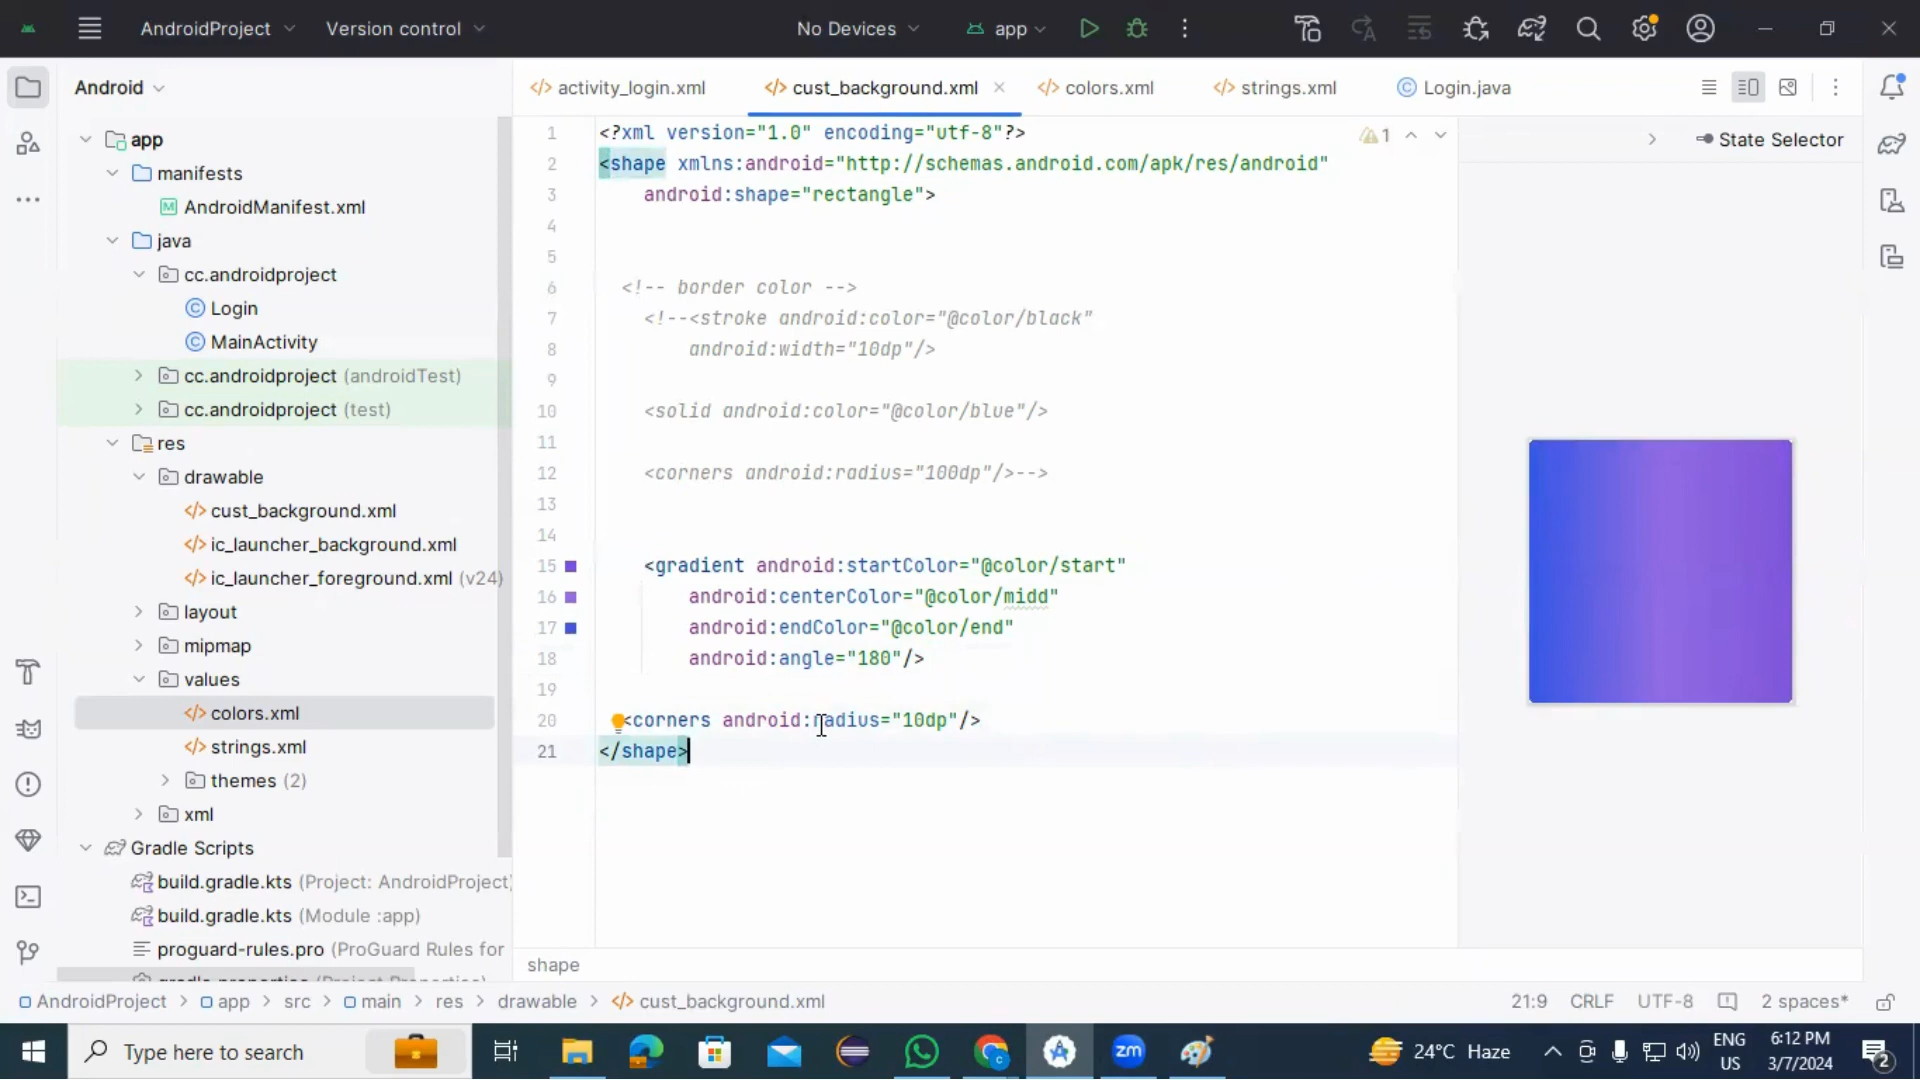 AndroidProject Version control No Devices app
Android
activity_login.xml cust_background.xml colors.xml strings.xml Login.java
app
manifests
AndroidManifest.xml
java
cc.androidproject
Login
MainActivity
cc.androidproject (androidTest)
cc.androidproject (test)
res
drawable
cust_background.xml
ic_launcher_background.xml
ic_launcher_foreground.xml (v24)
layout
mipmap
values
colors.xml
strings.xml
themes (2)
xml
Gradle Scripts
build.gradle.kts (Project: AndroidProject)
build.gradle.kts (Module :app)
proguard-rules.pro (ProGuard Rules for
1 <?xml version="1.0" encoding="utf-8"?>
2 <shape xmlns:android="http://schemas.android.com/apk/res/android"
3 android:shape="rectangle">
4
5
6 <!-- border color -->
7 <!--<stroke android:color="@color/black"
8 android:width="10dp"/>
9
10 <solid android:color="@color/blue"/>
11
12 <corners android:radius="100dp"/>-->
13
14
15 <gradient android:startColor="@color/start"
16 android:centerColor="@color/midd"
17 android:endColor="@color/end"
18 android:angle="180"/>
19
20 <corners android:radius="10dp"/>
21 </shape>
1
State Selector
shape
AndroidProject > app > src > main > res > drawable > cust_background.xml
21:9 CRLF UTF-8 2 spaces*
Type here to search
zm
24°C Haze
ENG
US
6:12 PM
3/7/2024
2